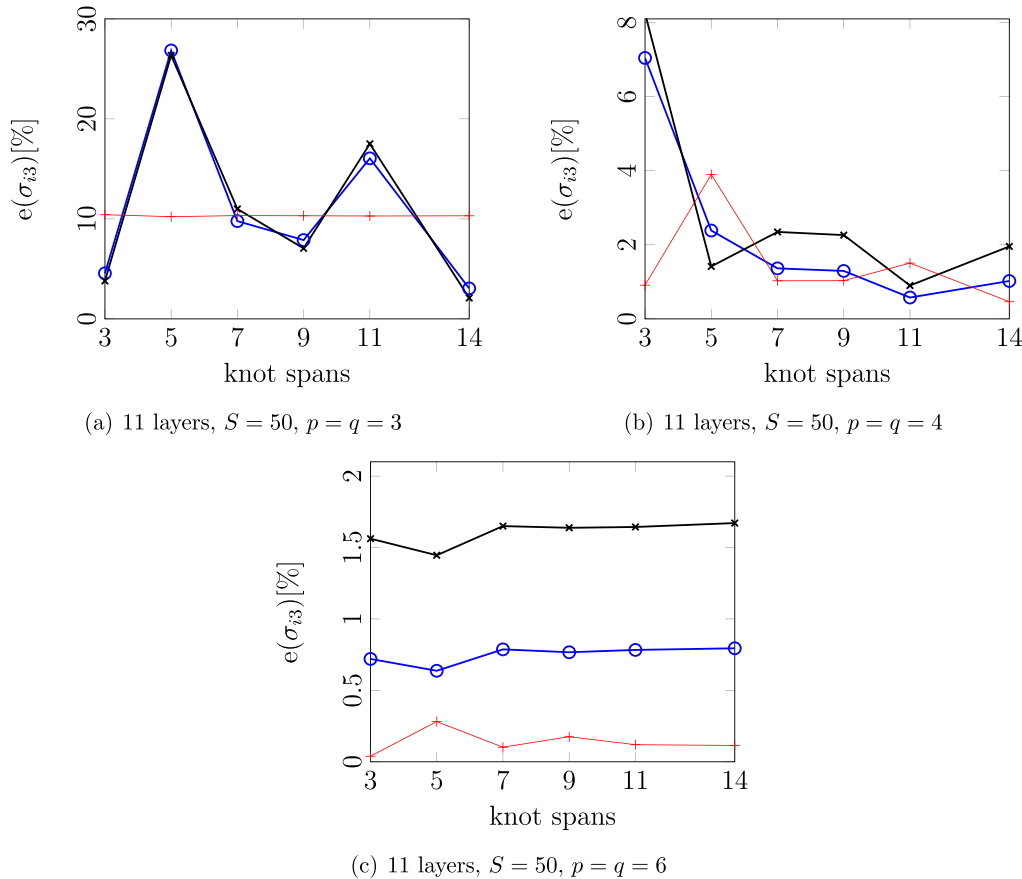 30
20
10
0
e(σi3)[%]
3 5 7 9 11 14
knot spans
(a) 11 layers, S = 50, p = q = 3
8
6
4
2
0
e(σi3)[%]
3 5 7 9 11 14
knot spans
(b) 11 layers, S = 50, p = q = 4
2
1.5
1
0.5
0
e(σi3)[%]
3 5 7 9 11 14
knot spans
(c) 11 layers, S = 50, p = q = 6